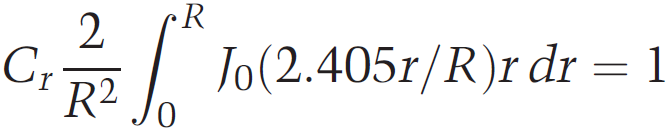 $C_r \frac{2}{R^2} \int_0^R J_0(2.405r/R)r\,dr = 1$